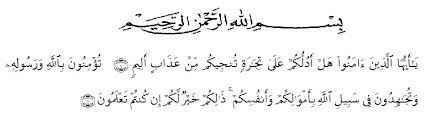 بِسْمِ اللَّهِ الرَّحْمَٰنِ الرَّحِيمِ
يَٰٓأَيُّهَا ٱلَّذِينَ ءَامَنُوا۟ هَلْ أَدُلُّكُمْ عَلَىٰ تِجَٰرَةٍ تُنجِيكُم مِّنْ عَذَابٍ أَلِيمٍ ۝ تُؤْمِنُونَ بِٱللَّهِ وَرَسُولِهِۦ
وَتُجَٰهِدُونَ فِى سَبِيلِ ٱللَّهِ بِأَمْوَٰلِكُمْ وَأَنفُسِكُمْ ۚ ذَٰلِكُمْ خَيْرٌ لَّكُمْ إِن كُنتُمْ تَعْلَمُونَ ۝